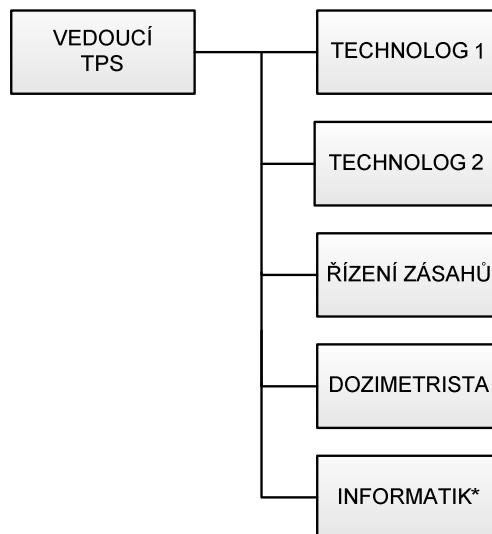 VEDOUCÍ
TPS
TECHNOLOG 1
TECHNOLOG 2
ŘÍZENÍ ZÁSAHŮ
DOZIMETRISTA
INFORMATIK*